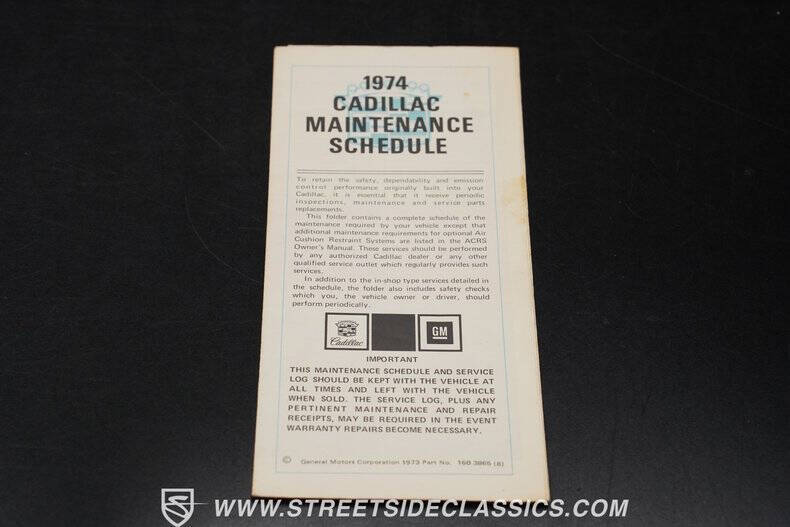 1974
CADILLAC
MAINTENANCE
SCHEDULE
To retain the safety, dependability and emission
control performance originally built into your
Cadillac, it is essential that it receive periodic
inspections, maintenance and service parts
replacements.
This folder contains a complete schedule of the
maintenance required by your vehicle except that
additional maintenance requirements for optional Air
Cushion Restraint Systems are listed in the ACRS
Owner's Manual. These services should be performed
by any authorized Cadillac dealer or any other
qualified service outlet which regularly provides such
services.
In addition to the in-shop type services detailed in
the schedule, the folder also includes safety checks
which you, the vehicle owner or driver, should
perform periodically.
Cadillac
GM
IMPORTANT
THIS MAINTENANCE SCHEDULE AND SERVICE
LOG SHOULD BE KEPT WITH THE VEHICLE AT
ALL TIMES AND LEFT WITH THE VEHICLE
WHEN SOLD. THE SERVICE LOG, PLUS ANY
PERTINENT MAINTENANCE AND REPAIR
RECEIPTS, MAY BE REQUIRED IN THE EVENT
WARRANTY REPAIRS BECOME NECESSARY.
© General Motors Corporation 1973 Part No. 160 3865 (8)
WWW.STREETSIDECLASSICS.COM